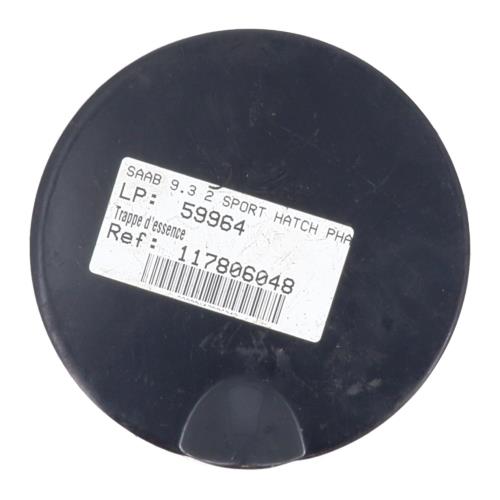 SAAB 9.3 2 SPORT HATCH PHA
LP: 59964
Trappe d'essence
Ref: 117806048